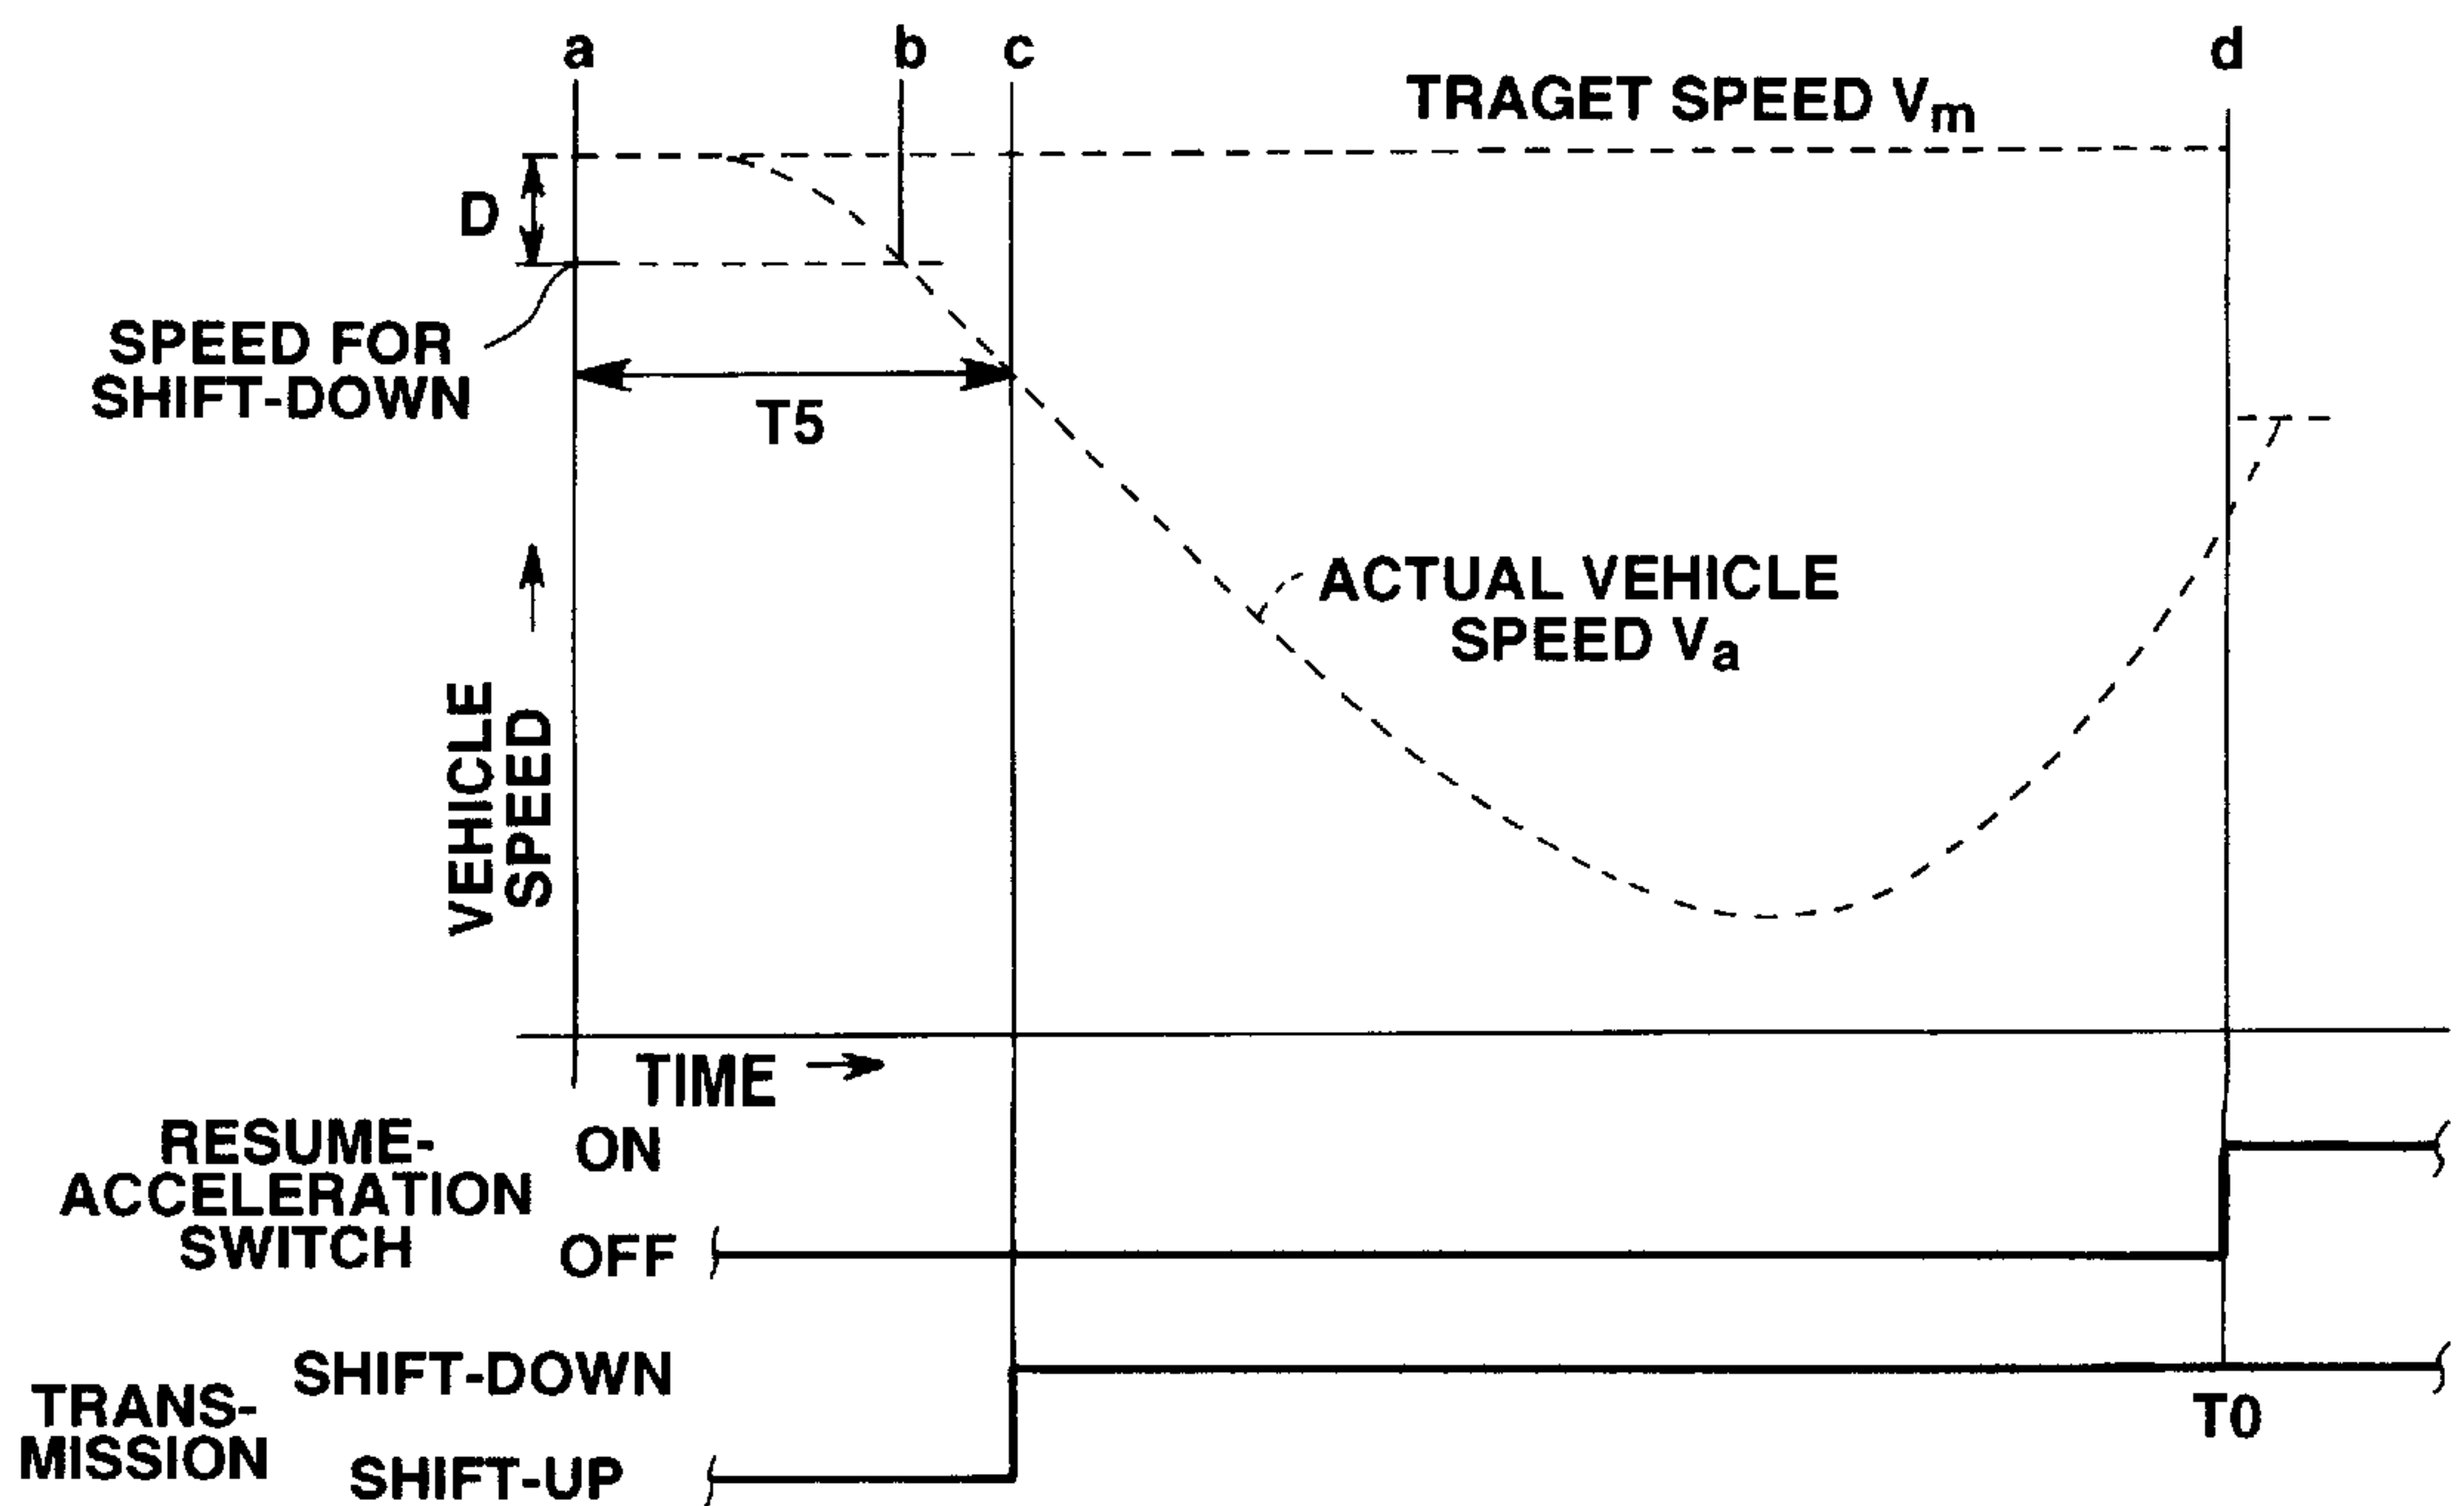 a
b
c
d
TRAGET SPEED Vm
D
SPEED FOR
SHIFT-DOWN
T5
ACTUAL VEHICLE
SPEED Va
VEHICLE
SPEED
TIME
RESUME-
ACCELERATION
SWITCH
ON
OFF
TRANS-
MISSION
SHIFT-DOWN
SHIFT-UP
T0